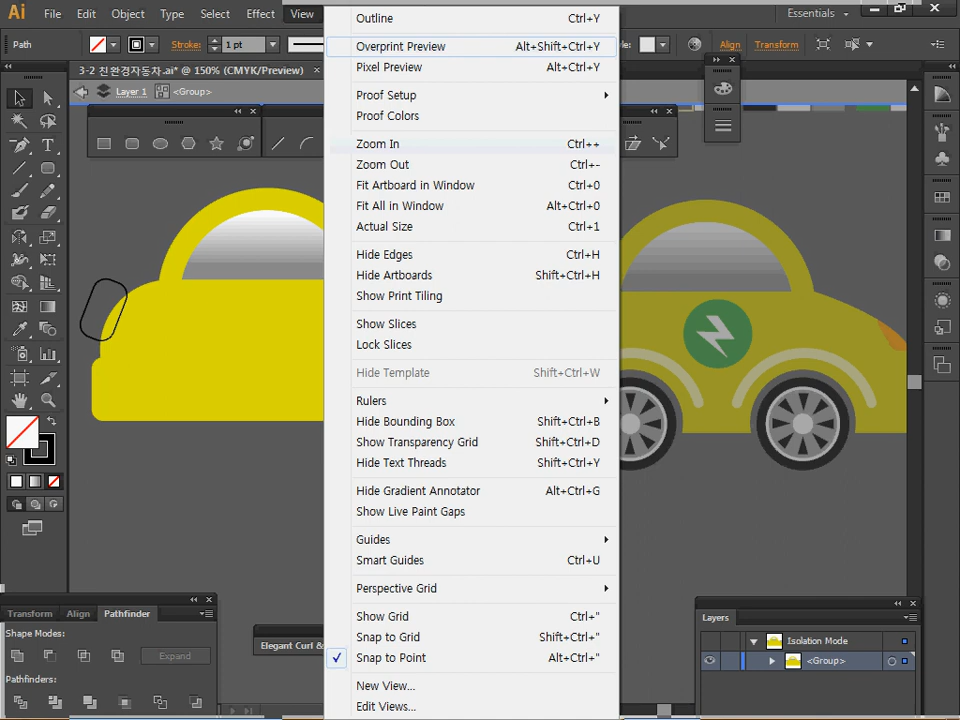 Ai File Edit Object Type Select Effect View Essentials
Path Stroke: 1 pt Align Transform
3-2 친환경자동차.ai* @ 150% (CMYK/Preview) ×
Layer 1 <Group>
Outline Ctrl+Y
Overprint Preview Alt+Shift+Ctrl+Y
Pixel Preview Alt+Ctrl+Y
Proof Setup
Proof Colors
Zoom In Ctrl++
Zoom Out Ctrl+-
Fit Artboard in Window Ctrl+0
Fit All in Window Alt+Ctrl+0
Actual Size Ctrl+1
Hide Edges Ctrl+H
Hide Artboards Shift+Ctrl+H
Show Print Tiling
Show Slices
Lock Slices
Hide Template Shift+Ctrl+W
Rulers
Hide Bounding Box Shift+Ctrl+B
Show Transparency Grid Shift+Ctrl+D
Hide Text Threads Shift+Ctrl+Y
Hide Gradient Annotator Alt+Ctrl+G
Show Live Paint Gaps
Guides
Smart Guides Ctrl+U
Perspective Grid
Show Grid Ctrl+"
Snap to Grid Shift+Ctrl+"
✓ Snap to Point Alt+Ctrl+"
New View...
Edit Views...
Transform Align Pathfinder
Shape Modes:
Expand
Pathfinders:
Elegant Curl &
Layers
Isolation Mode
<Group>